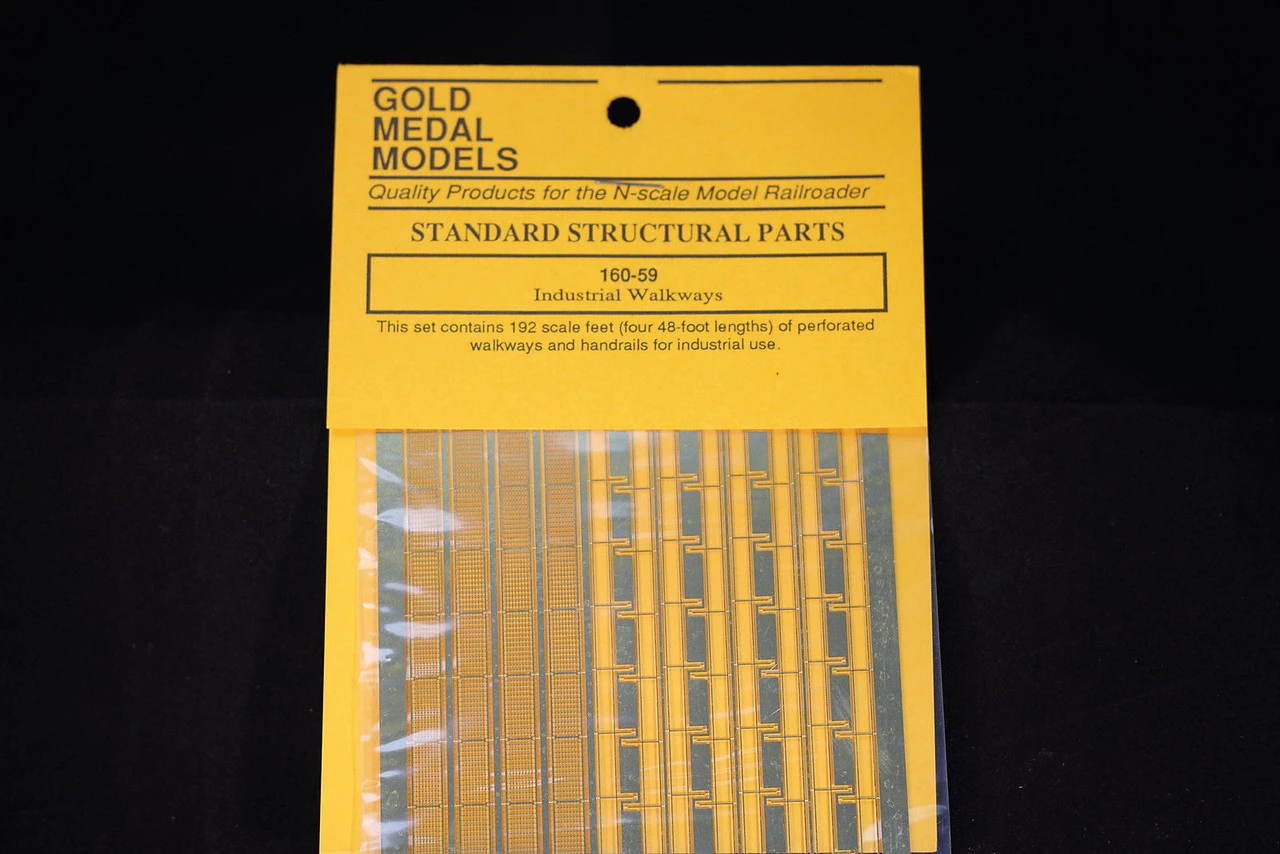 GOLD
MEDAL
MODELS
Quality Products for the N-scale Model Railroader
STANDARD STRUCTURAL PARTS
160-59
Industrial Walkways
This set contains 192 scale feet (four 48-foot lengths) of perforated
walkways and handrails for industrial use.